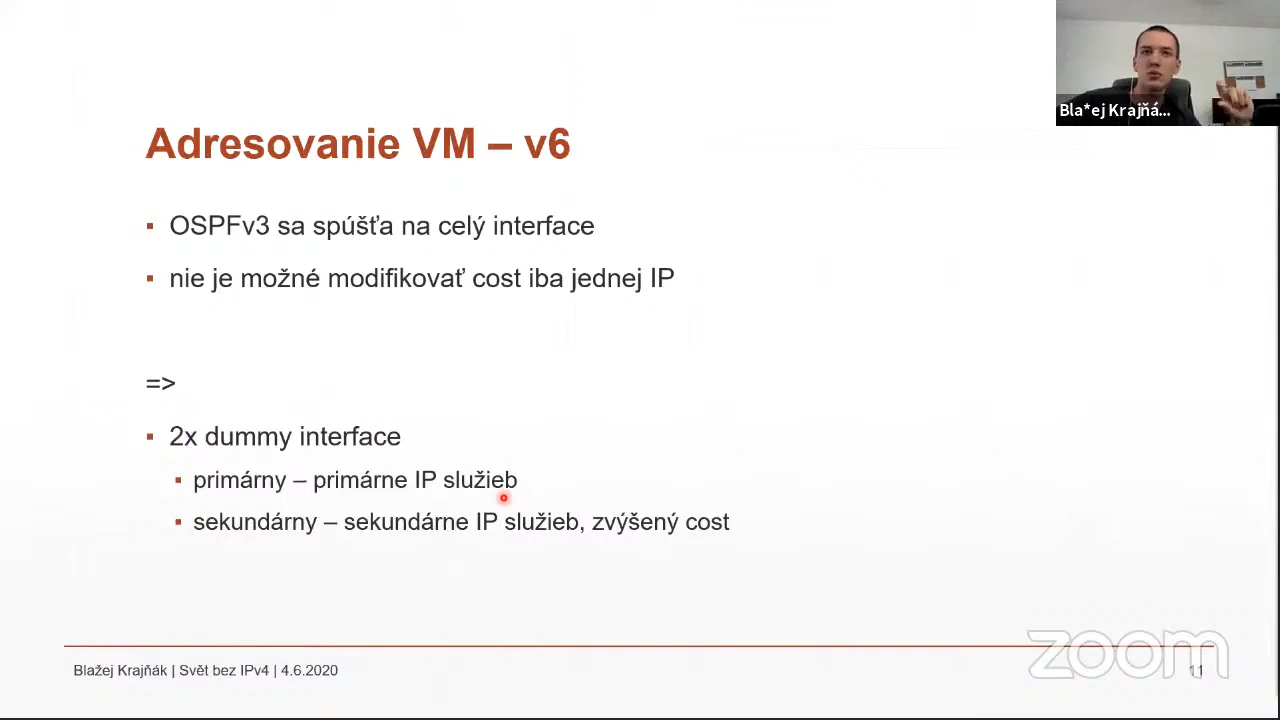 Bla*ej Krajňá...
Adresovanie VM – v6
OSPFv3 sa spúšťa na celý interface
nie je možné modifikovať cost iba jednej IP
=>
2x dummy interface
primárny – primárne IP služieb
sekundárny – sekundárne IP služieb, zvýšený cost
Blažej Krajňák | Svět bez IPv4 | 4.6.2020
zoom
11